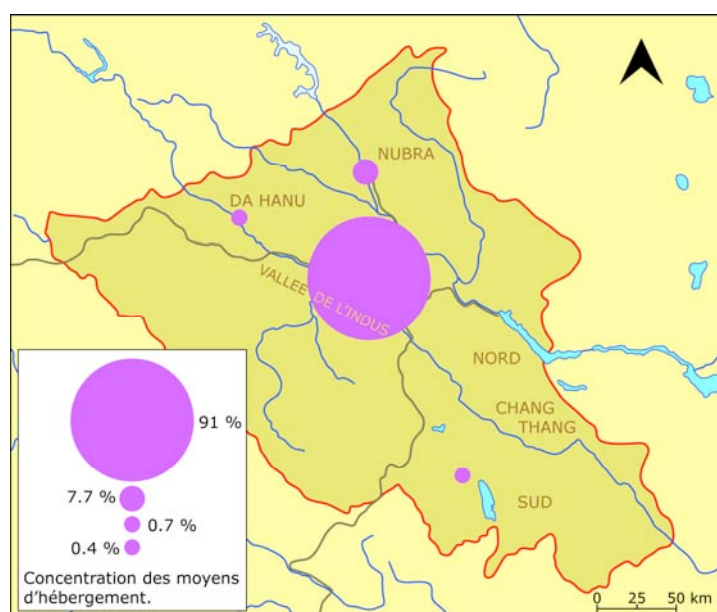 NUBRA
DA HANU
VALLEE DE L'INDUS
NORD
CHANG
THANG
SUD
91 %
7.7 %
0.7 %
0.4 %
Concentration des moyens
d'hébergement.
0 25 50 km